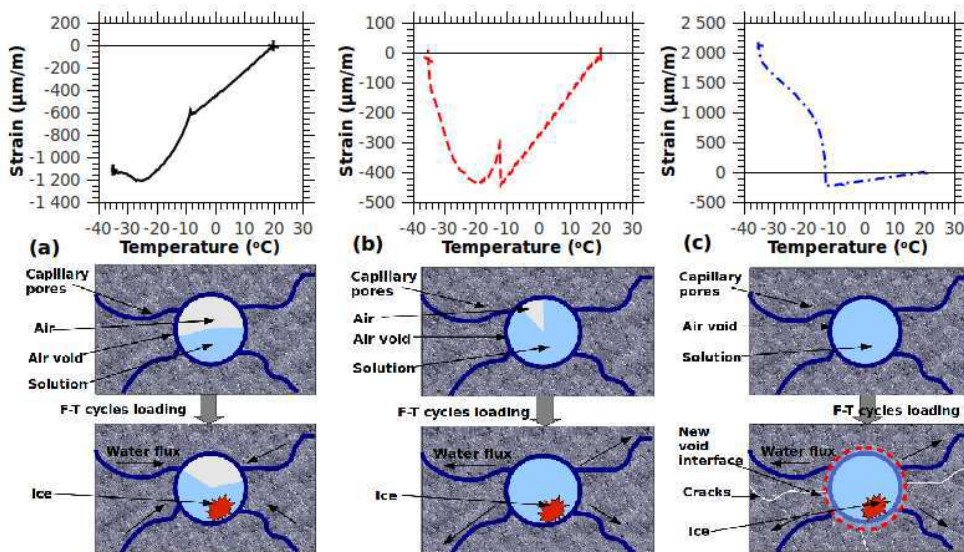 200
0
-200
-400
-600
-800
-1 000
-1 200
-1 400
Strain (µm/m)
-40 -30 -20 -10 0 10 20 30
Temperature (ºC)
(a)
100
0
-100
-200
-300
-400
-500
Strain (µm/m)
-40 -30 -20 -10 0 10 20 30
Temperature (ºC)
(b)
2 500
2 000
1 500
1 000
500
0
-500
Strain (µm/m)
-40 -30 -20 -10 0 10 20 30
Temperature (ºC)
(c)
Capillary
pores
Air
Air void
Solution
F-T cycles loading
Water flux
Ice
Capillary
pores
Air
Air void
Solution
F-T cycles loading
Water flux
Ice
Capillary
pores
Air void
Solution
F-T cycles loading
New
void
interface
Water flux
Cracks
Ice